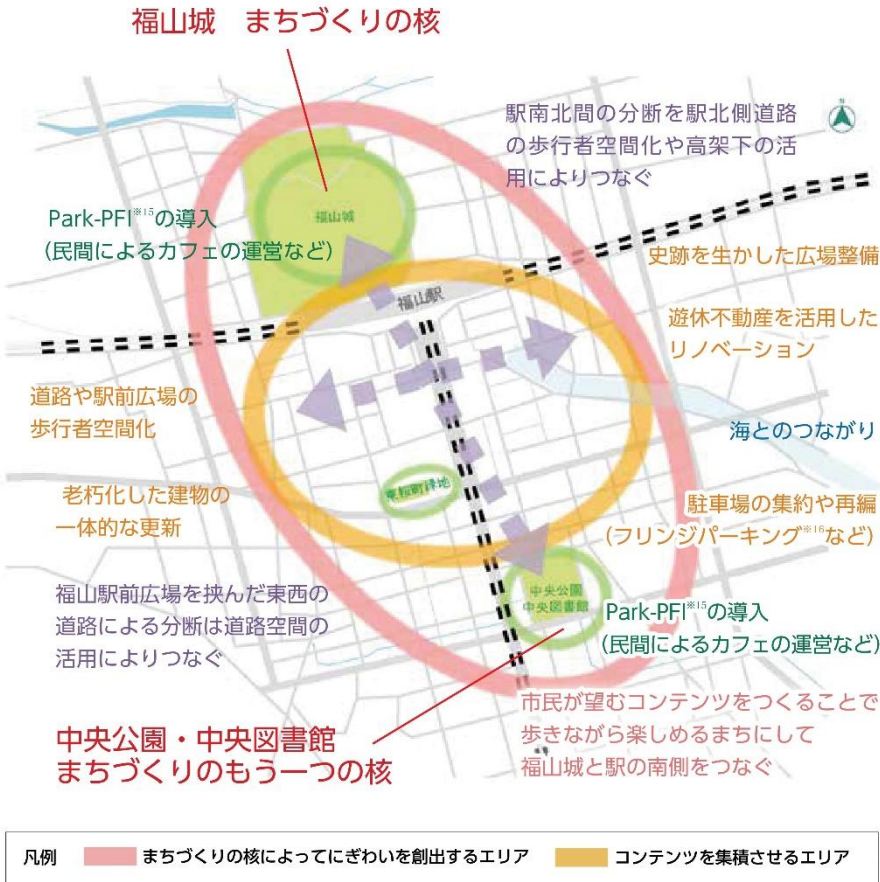 福山城 まちづくりの核
駅南北間の分断を駅北側道路
の歩行者空間化や高架下の活
用によりつなぐ
N
Park-PFI※15の導入
(民間によるカフェの運営など)
福山城
史跡を生かした広場整備
福山駅
遊休不動産を活用した
リノベーション
道路や駅前広場の
歩行者空間化
海とのつながり
老朽化した建物の
一体的な更新
東桜町緑地
駐車場の集約や再編
(フリンジパーキング※16など)
福山駅前広場を挟んだ東西の
道路による分断は道路空間の
活用によりつなぐ
中央公園
中央図書館
Park-PFI※15の導入
(民間によるカフェの運営など)
市民が望むコンテンツをつくることで
歩きながら楽しめるまちにして
福山城と駅の南側をつなぐ
中央公園・中央図書館
まちづくりのもう一つの核
凡例 まちづくりの核によってにぎわいを創出するエリア コンテンツを集積させるエリア